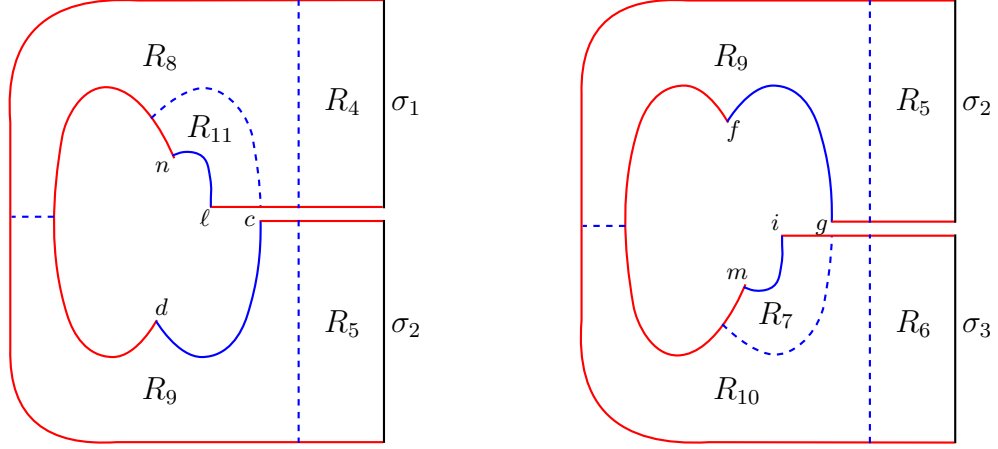 R₈ R₄ σ₁
R₁₁
n
ℓ c
d
R₅ σ₂
R₉
R₉ R₅ σ₂
f
i g
m
R₇ R₆ σ₃
R₁₀